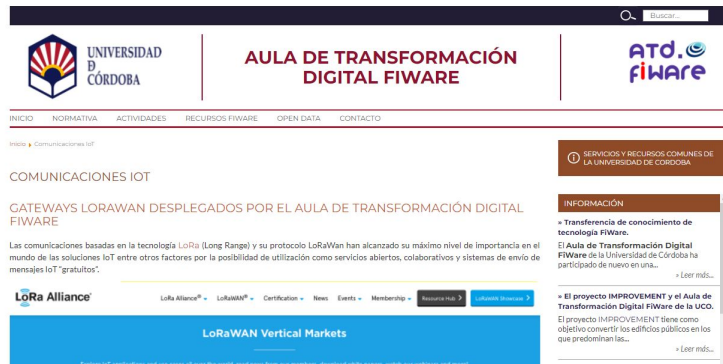 Buscar...
UNIVERSIDAD
Ð
CÓRDOBA
AULA DE TRANSFORMACIÓN
DIGITAL FIWARE
ATD.
FiWARe
INICIO NORMATIVA ACTIVIDADES RECURSOS FIWARE OPEN DATA CONTACTO
Inicio Comunicaciones IoT
COMUNICACIONES IOT
GATEWAYS LORAWAN DESPLEGADOS POR EL AULA DE TRANSFORMACIÓN DIGITAL
FIWARE
Las comunicaciones basadas en la tecnología LoRa (Long Range) y su protocolo LoRaWan han alcanzado su máximo nivel de importancia en el
mundo de las soluciones IoT entre otros factores por la posibilidad de utilización como servicios abiertos, colaborativos y sistemas de envío de
mensajes IoT "gratuitos".
LoRa Alliance®
LoRa Alliance® LoRaWAN® Certification News Events Membership Resource Hub LoRaWAN Showcase
LoRaWAN Vertical Markets
SERVICIOS Y RECURSOS COMUNES DE
LA UNIVERSIDAD DE CORDOBA
INFORMACIÓN
» Transferencia de conocimiento de
tecnología FiWare.
El Aula de Transformación Digital
FiWare de la Universidad de Córdoba ha
participado de nuevo en una...
» Leer más...
» El proyecto IMPROVEMENT y el Aula de
Transformación Digital FiWare de la UCO.
El proyecto IMPROVEMENT tiene como
objetivo convertir los edificios públicos en los
que predominan las...
» Leer más...